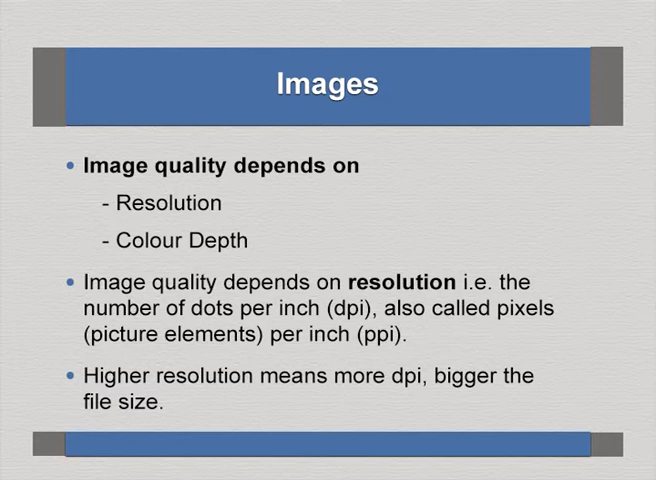 Images
Image quality depends on
- Resolution
- Colour Depth
Image quality depends on resolution i.e. the
number of dots per inch (dpi), also called pixels
(picture elements) per inch (ppi).
Higher resolution means more dpi, bigger the
file size.